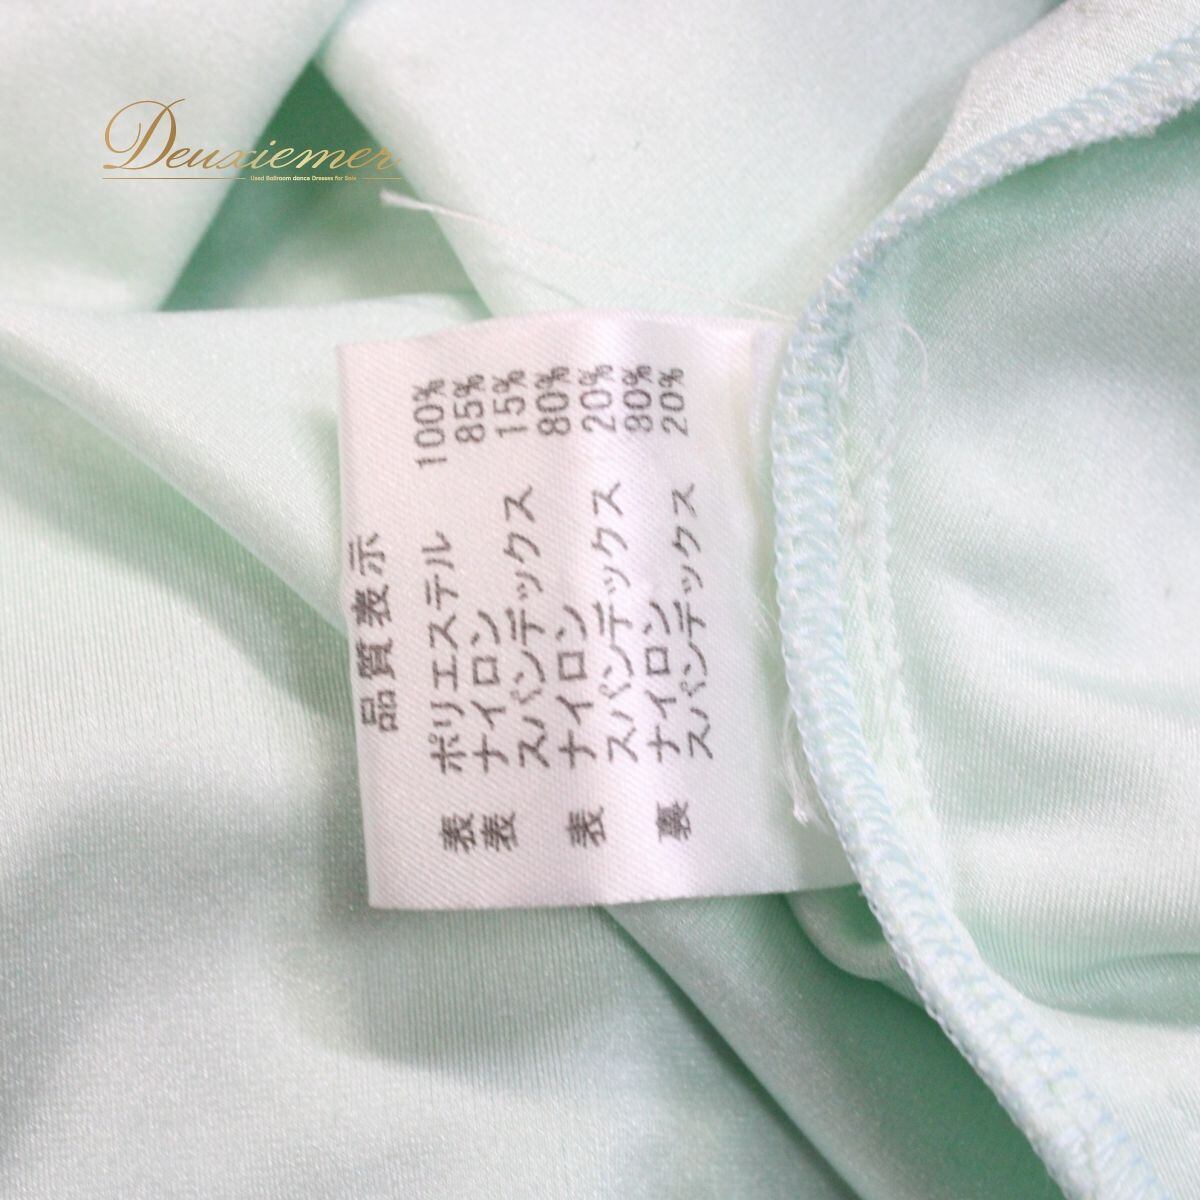 Deuxiemer
Used Ballroom dance Dresses for Sale
品質表示
表 ポリエステル 100%
表 ナイロン 85%
スパンデックス 15%
表 ナイロン 80%
スパンデックス 20%
裏 ナイロン 80%
スパンデックス 20%